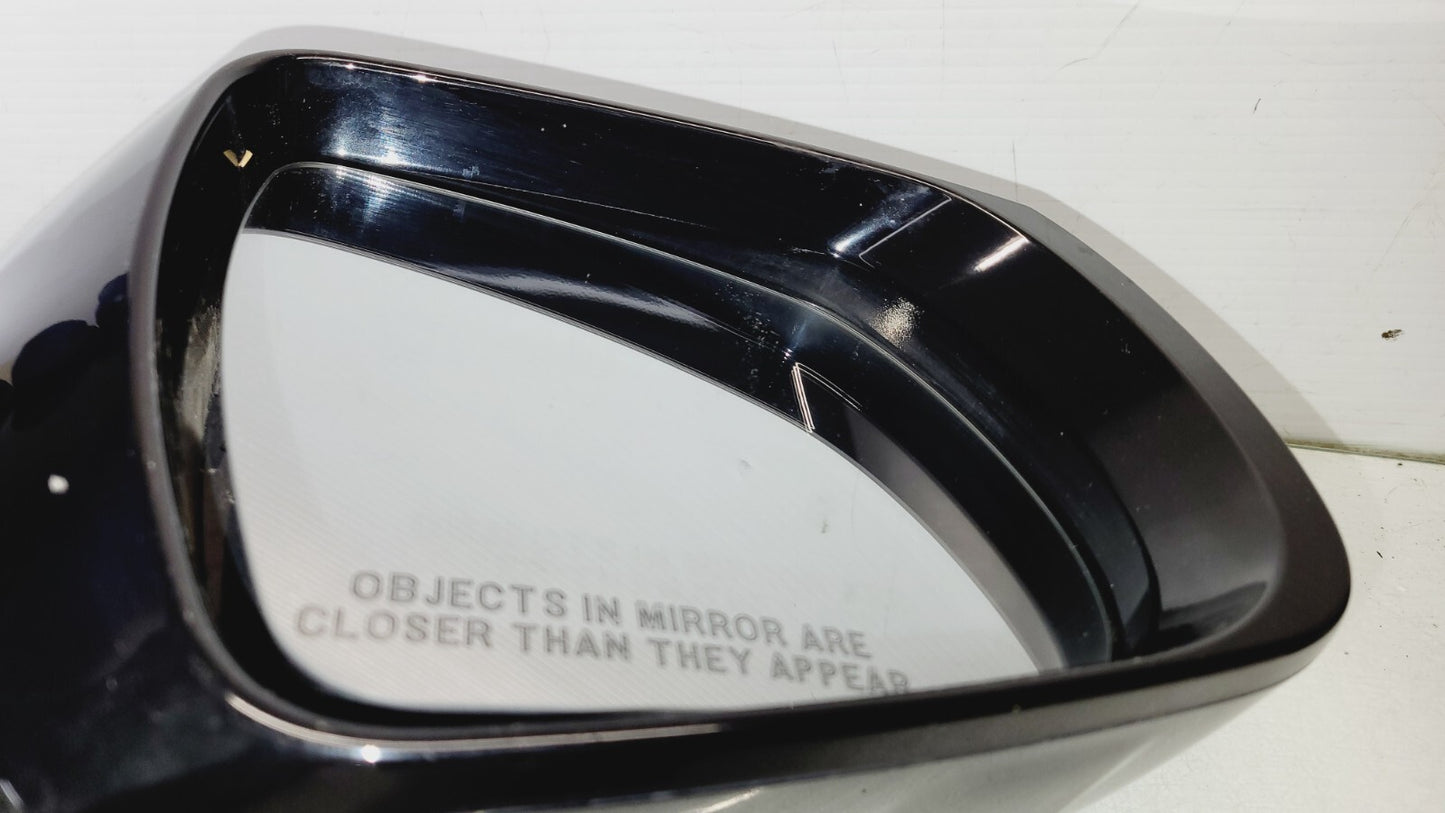 OBJECTS IN MIRROR ARE
CLOSER THAN THEY APPEAR